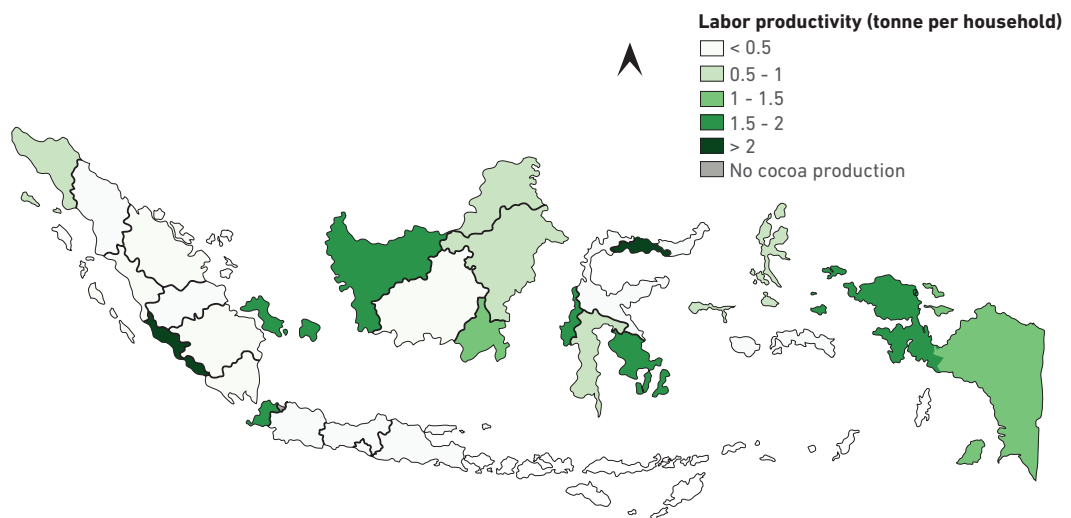 Labor productivity (tonne per household)
< 0.5
0.5 - 1
1 - 1.5
1.5 - 2
> 2
No cocoa production